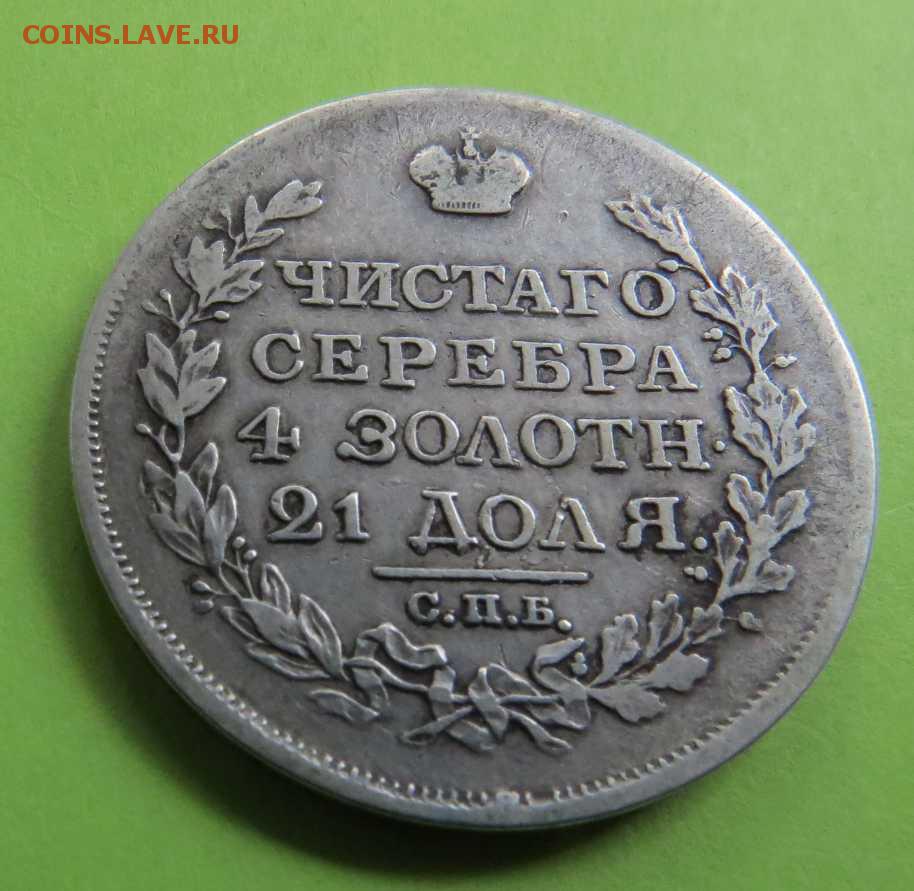 COINS.LAVE.RU
ЧИСТАГО
СЕРЕБРА
4 ЗОЛОТН.
21 ДОЛЯ.
С.П.Б.